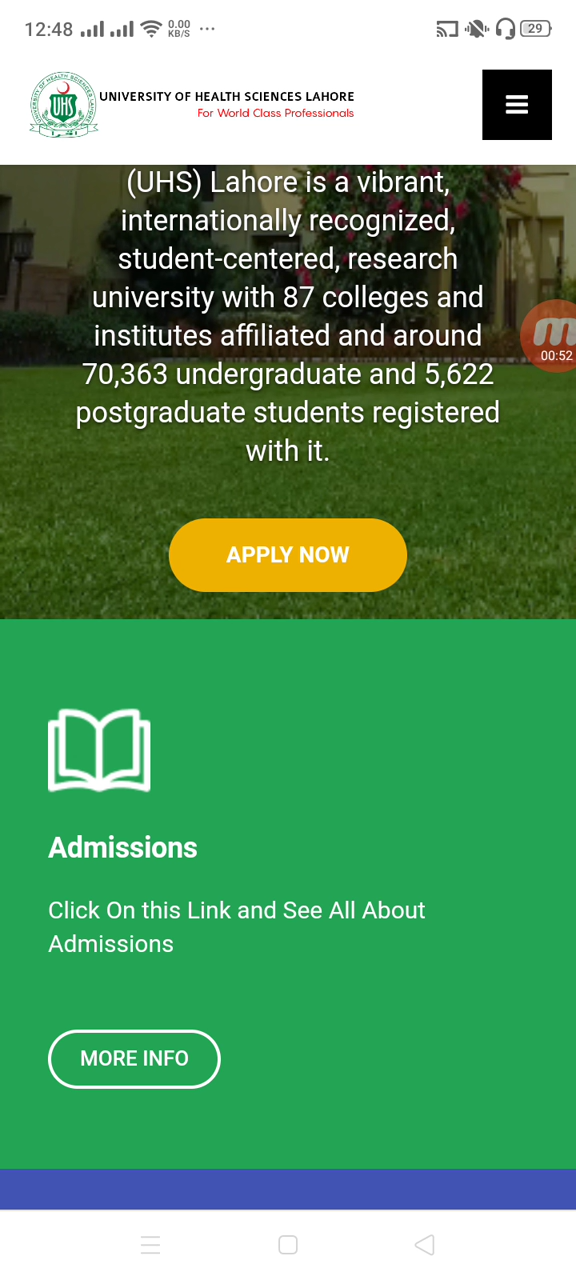 12:48
0.00
KB/S
29
UHS
UNIVERSITY OF HEALTH SCIENCES LAHORE
For World Class Professionals
(UHS) Lahore is a vibrant,
internationally recognized,
student-centered, research
university with 87 colleges and
institutes affiliated and around
70,363 undergraduate and 5,622
postgraduate students registered
with it.
00:52
APPLY NOW
Admissions
Click On this Link and See All About
Admissions
MORE INFO